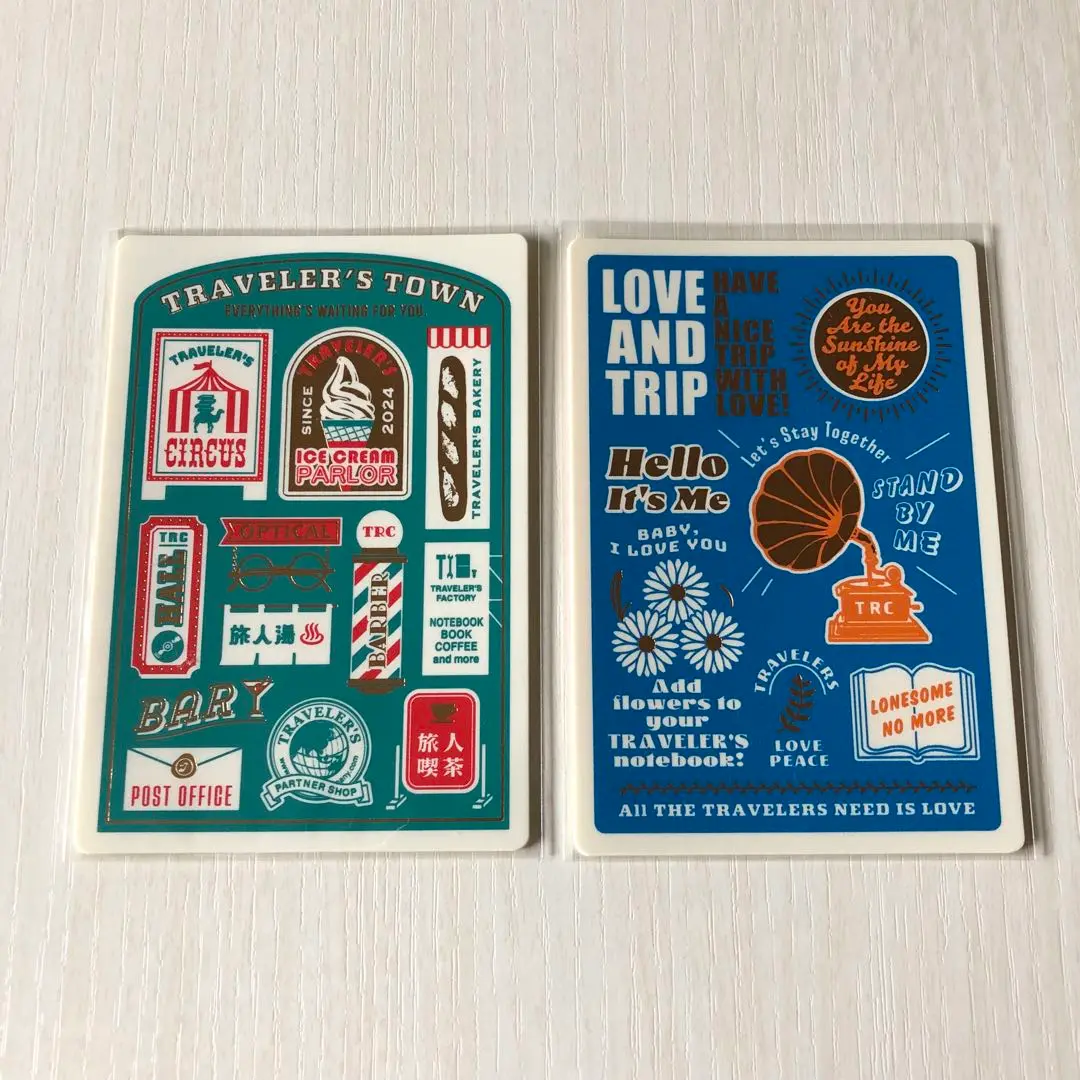 TRAVELER'S TOWN
EVERYTHING'S WAITING FOR YOU.
TRAVELER'S
CIRCUS
TRAVELER'S
SINCE
2024
ICE CREAM
PARLOR
TRAVELER'S BAKERY
TRC
HALL
OPTICAL
旅人湯
TRC
BARBER
TRAVELER'S
FACTORY
NOTEBOOK
BOOK
COFFEE
and more
BAR
POST OFFICE
TRAVELER'S
PARTNER SHOP
旅人
喫茶
LOVE
AND
TRIP
HAVE
A
NICE
TRIP
WITH
LOVE!
You
Are the
Sunshine
of My
Life
Hello
It's Me
Let's Stay Together
STAND
BY
ME
BABY,
I LOVE YOU
TRC
Add
flowers to
your
TRAVELER'S
notebook!
TRAVELERS
LOVE
PEACE
LONESOME
NO MORE
All THE TRAVELERS NEED IS LOVE